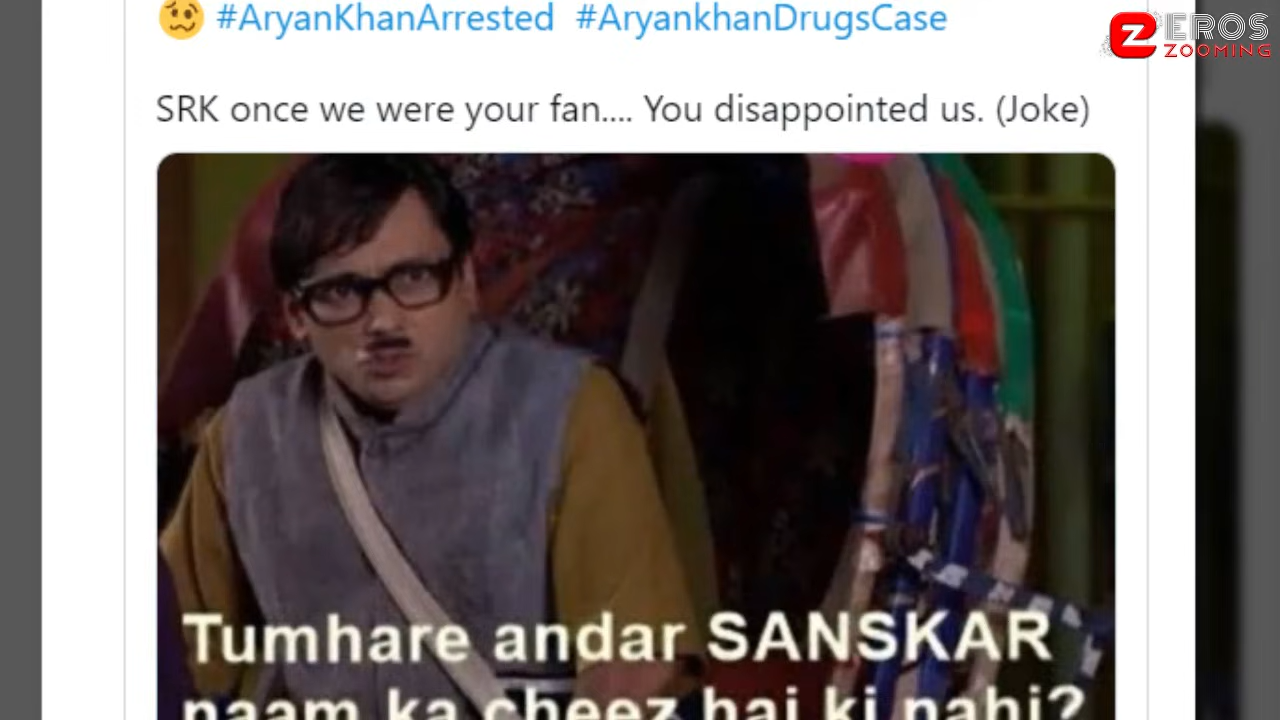 #AryanKhanArrested #AryankhanDrugsCase
EROS
ZOOMING
SRK once we were your fan.... You disappointed us. (Joke)
Tumhare andar SANSKAR
naam ka cheez hai ki nahi?